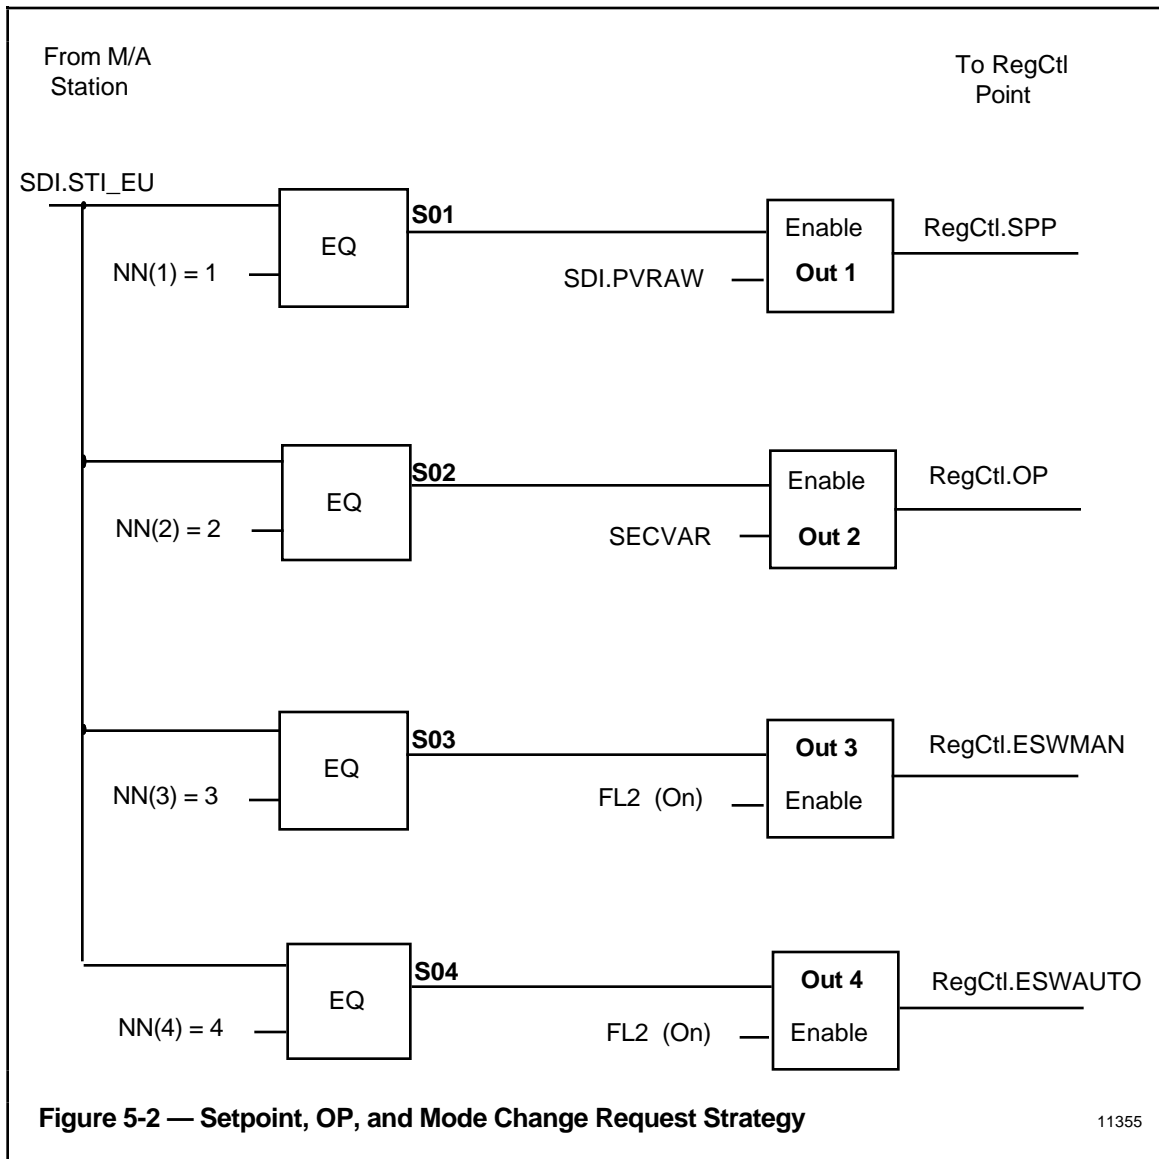 From M/A
Station
To RegCtl
Point
SDI.STI_EU
S01
EQ
NN(1) = 1
SDI.PVRAW
Enable
Out 1
RegCtl.SPP
S02
EQ
NN(2) = 2
SECVAR
Enable
Out 2
RegCtl.OP
S03
EQ
NN(3) = 3
FL2 (On)
Out 3
Enable
RegCtl.ESWMAN
S04
EQ
NN(4) = 4
FL2 (On)
Out 4
Enable
RegCtl.ESWAUTO
Figure 5-2 — Setpoint, OP, and Mode Change Request Strategy
11355